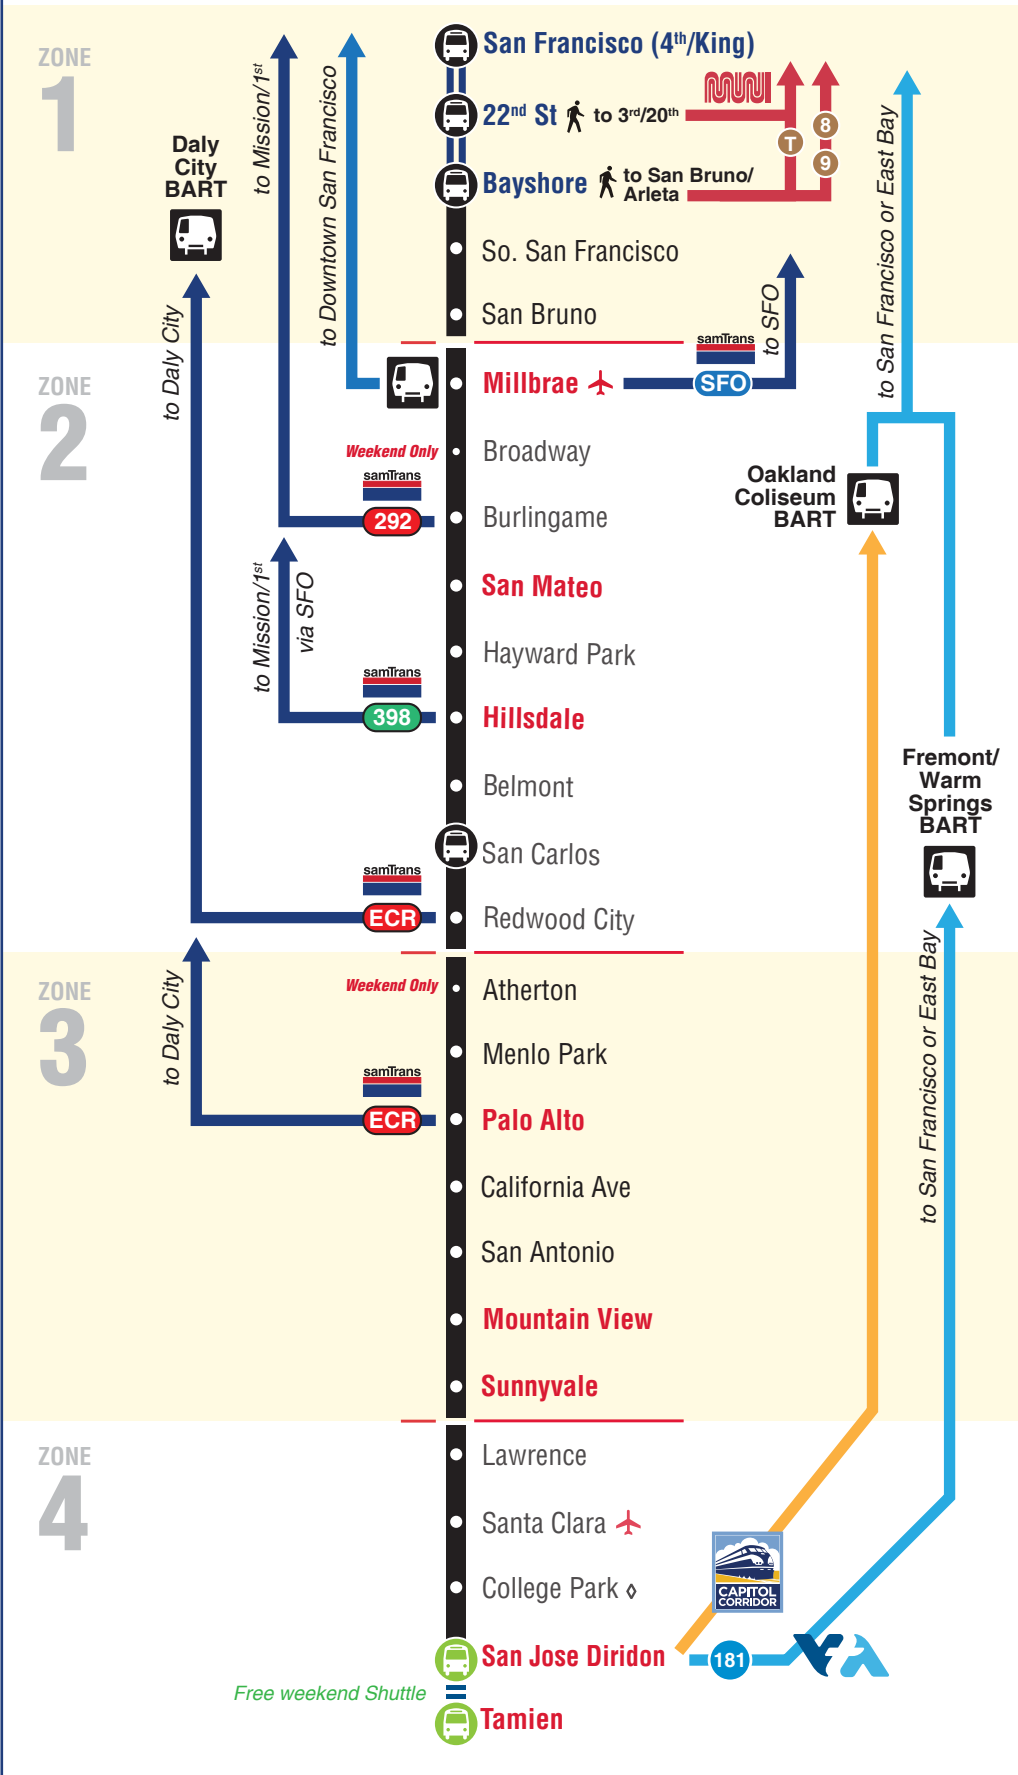 ZONE
1
San Francisco (4th/King)
22nd St
to 3rd/20th
MUNI
T
8
9
Bayshore
to San Bruno/
Arleta
So. San Francisco
San Bruno
Daly
City
BART
to Daly City
to Mission/1st
to Downtown San Francisco
to San Francisco or East Bay
ZONE
2
Millbrae
samTrans
SFO
to SFO
Weekend Only
Broadway
samTrans
292
Burlingame
Oakland
Coliseum
BART
to Mission/1st
via SFO
San Mateo
Hayward Park
samTrans
398
Hillsdale
Belmont
Fremont/
Warm
Springs
BART
San Carlos
samTrans
ECR
Redwood City
ZONE
3
Weekend Only
Atherton
to Daly City
to San Francisco or East Bay
Menlo Park
samTrans
ECR
Palo Alto
California Ave
San Antonio
Mountain View
Sunnyvale
ZONE
4
Lawrence
Santa Clara
College Park ◊
CAPITOL
CORRIDOR
San Jose Diridon
181
VTA
Free weekend Shuttle
Tamien